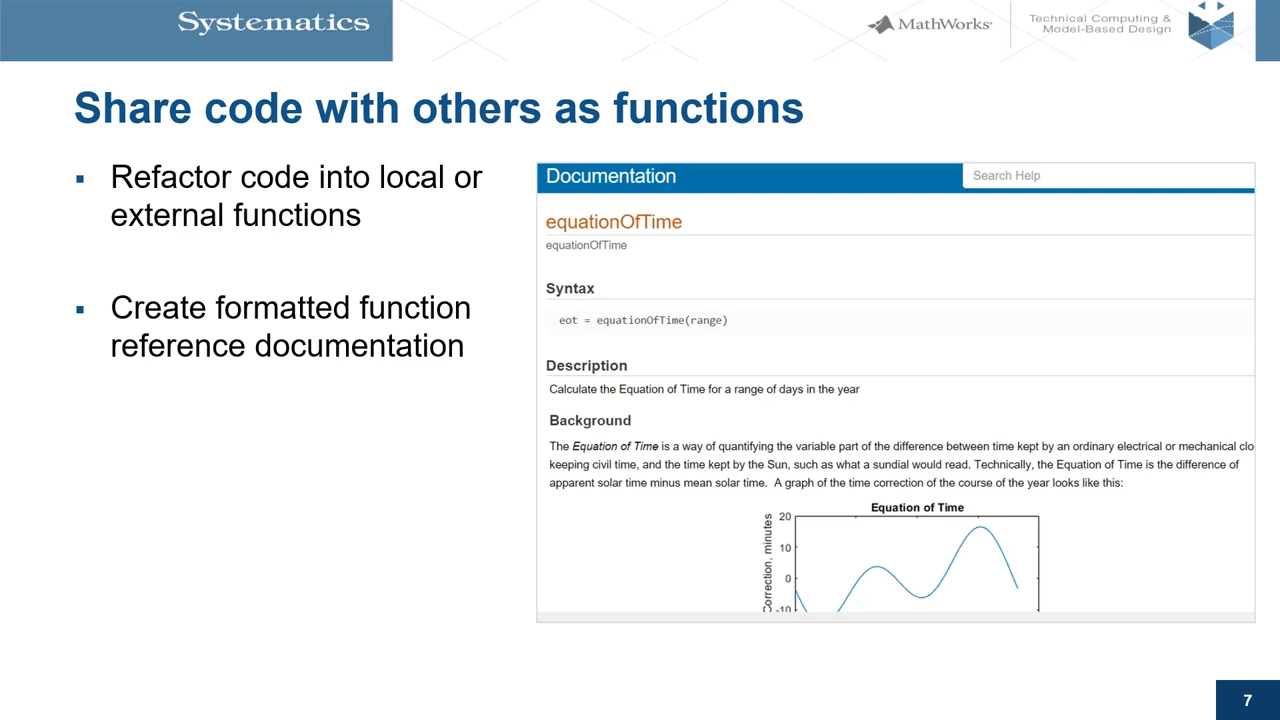 Systematics
MathWorks®
Technical Computing &
Model-Based Design
Share code with others as functions
▪ Refactor code into local or
external functions
▪ Create formatted function
reference documentation
Documentation
Search Help
equationOfTime
equationOfTime
Syntax
eot = equationOfTime(range)
Description
Calculate the Equation of Time for a range of days in the year
Background
The Equation of Time is a way of quantifying the variable part of the difference between time kept by an ordinary electrical or mechanical clo
keeping civil time, and the time kept by the Sun, such as what a sundial would read. Technically, the Equation of Time is the difference of
apparent solar time minus mean solar time. A graph of the time correction of the course of the year looks like this:
Equation of Time
Correction, minutes
20
10
0
-10
7